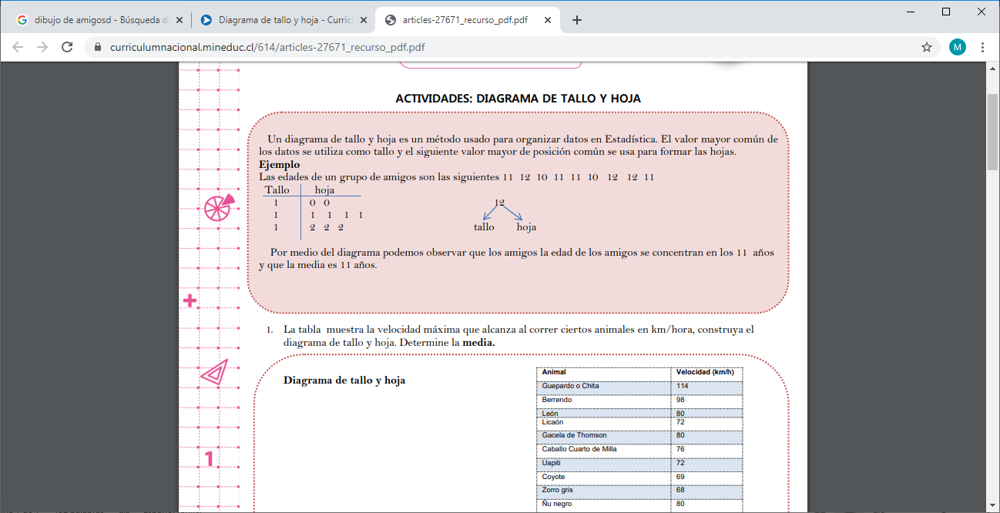 dibujo de amigosd - Búsqueda d
Diagrama de tallo y hoja - Curric
articles-27671_recurso_pdf.pdf
curriculumnacional.mineduc.cl/614/articles-27671_recurso_pdf.pdf
M
ACTIVIDADES: DIAGRAMA DE TALLO Y HOJA
Un diagrama de tallo y hoja es un método usado para organizar datos en Estadística. El valor mayor común de
los datos se utiliza como tallo y el siguiente valor mayor de posición común se usa para formar las hojas.
Ejemplo
Las edades de un grupo de amigos son las siguientes 11 12 10 11 11 10 12 12 11
Tallo hoja
1 0 0
1 1 1 1 1
1 2 2 2
12
tallo hoja
Por medio del diagrama podemos observar que los amigos la edad de los amigos se concentran en los 11 años
y que la media es 11 años.
1. La tabla muestra la velocidad máxima que alcanza al correr ciertos animales en km/hora, construya el
diagrama de tallo y hoja. Determine la media.
Diagrama de tallo y hoja
Animal Velocidad (km/h)
Guepardo o Chita 114
Berrendo 98
León 80
Licaón 72
Gacela de Thomson 80
Caballo Cuarto de Milla 76
Uapiti 72
Coyote 69
Zorro gris 68
Ñu negro 80
1